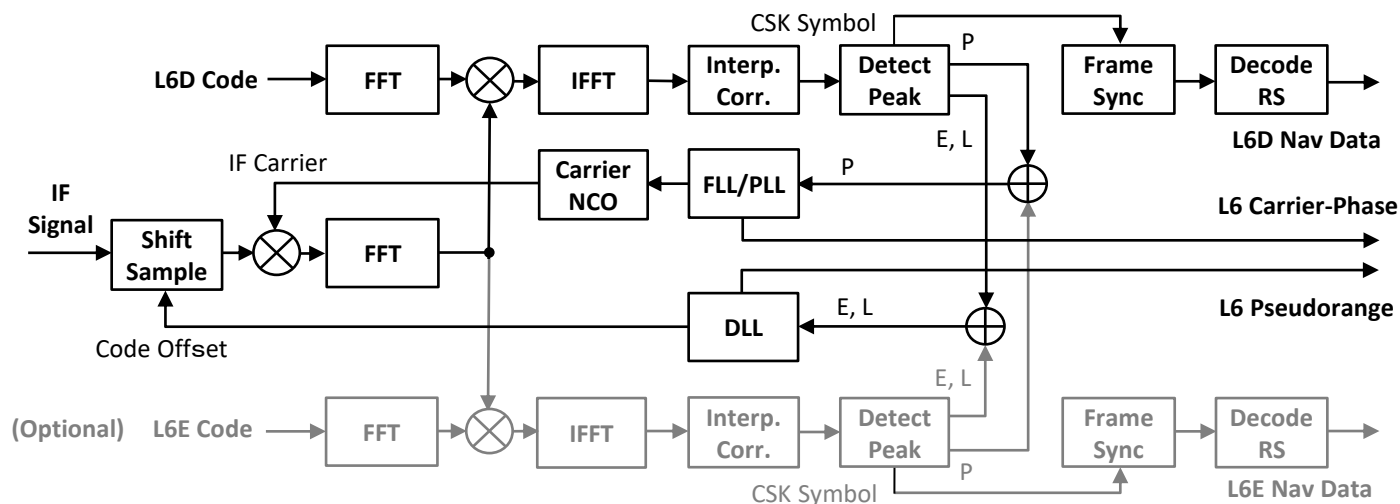 CSK Symbol
P
L6D Code
FFT
IFFT
Interp.
Corr.
Detect
Peak
Frame
Sync
Decode
RS
L6D Nav Data
E, L
IF Carrier
Carrier
NCO
FLL/PLL
P
IF
Signal
Shift
Sample
FFT
L6 Carrier-Phase
L6 Pseudorange
DLL
E, L
Code Offset
E, L
(Optional)
L6E Code
FFT
IFFT
Interp.
Corr.
Detect
Peak
Frame
Sync
Decode
RS
P
CSK Symbol
L6E Nav Data